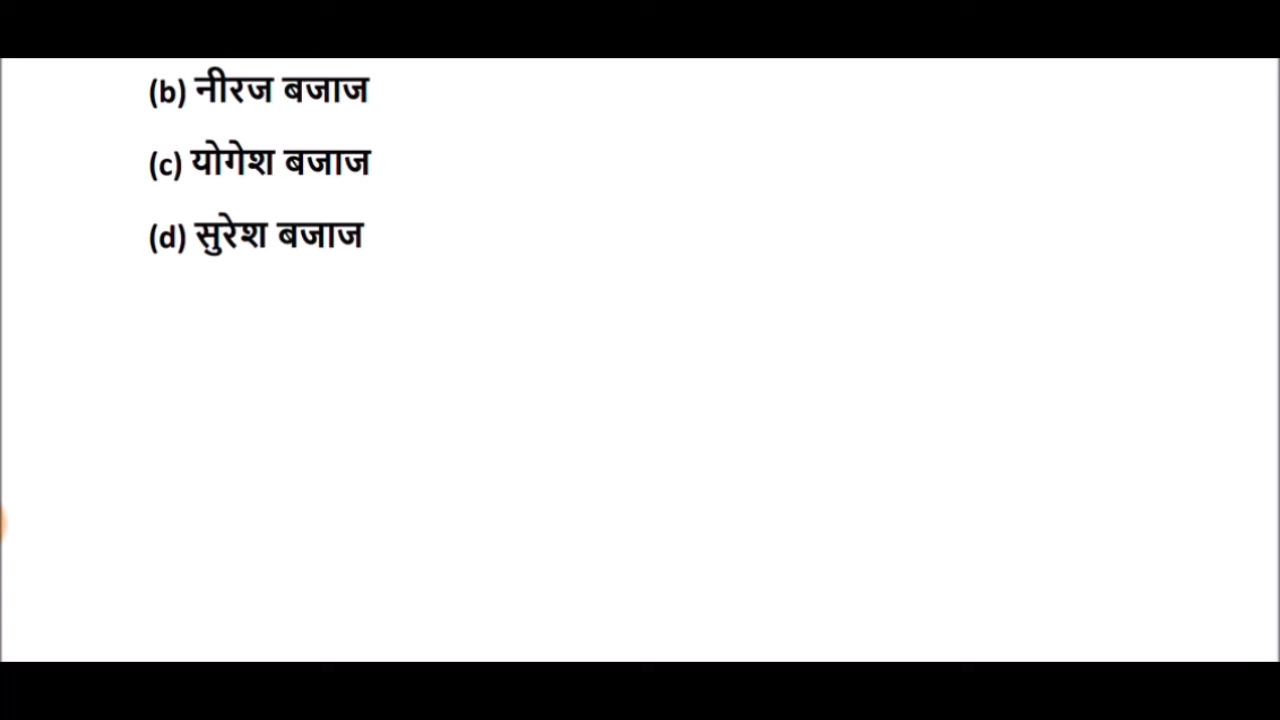 (b) नीरज बजाज
(c) योगेश बजाज
(d) सुरेश बजाज